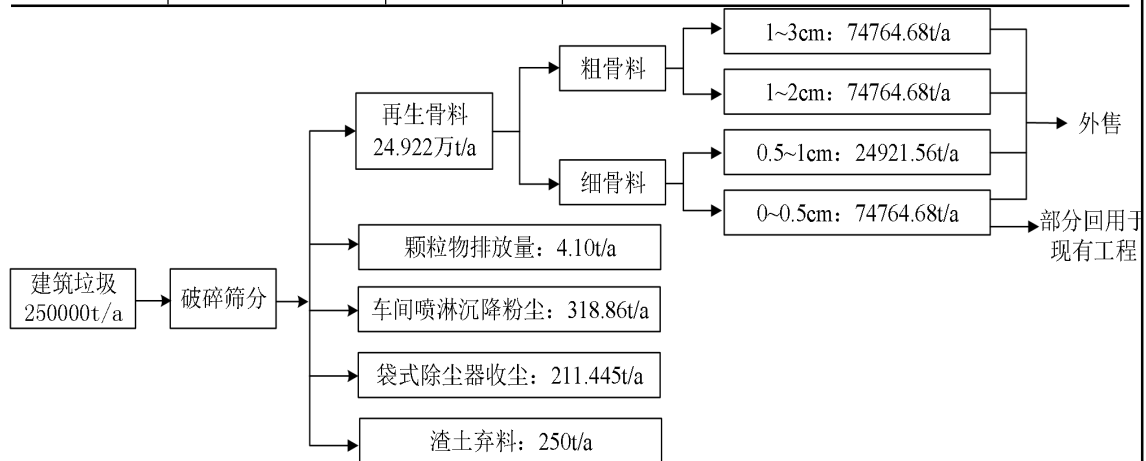 建筑垃圾
250000t/a
破碎筛分
再生骨料
24.922万t/a
粗骨料
1~3cm：74764.68t/a
1~2cm：74764.68t/a
细骨料
0.5~1cm：24921.56t/a
0~0.5cm：74764.68t/a
外售
部分回用于
现有工程
颗粒物排放量：4.10t/a
车间喷淋沉降粉尘：318.86t/a
袋式除尘器收尘：211.445t/a
渣土弃料：250t/a